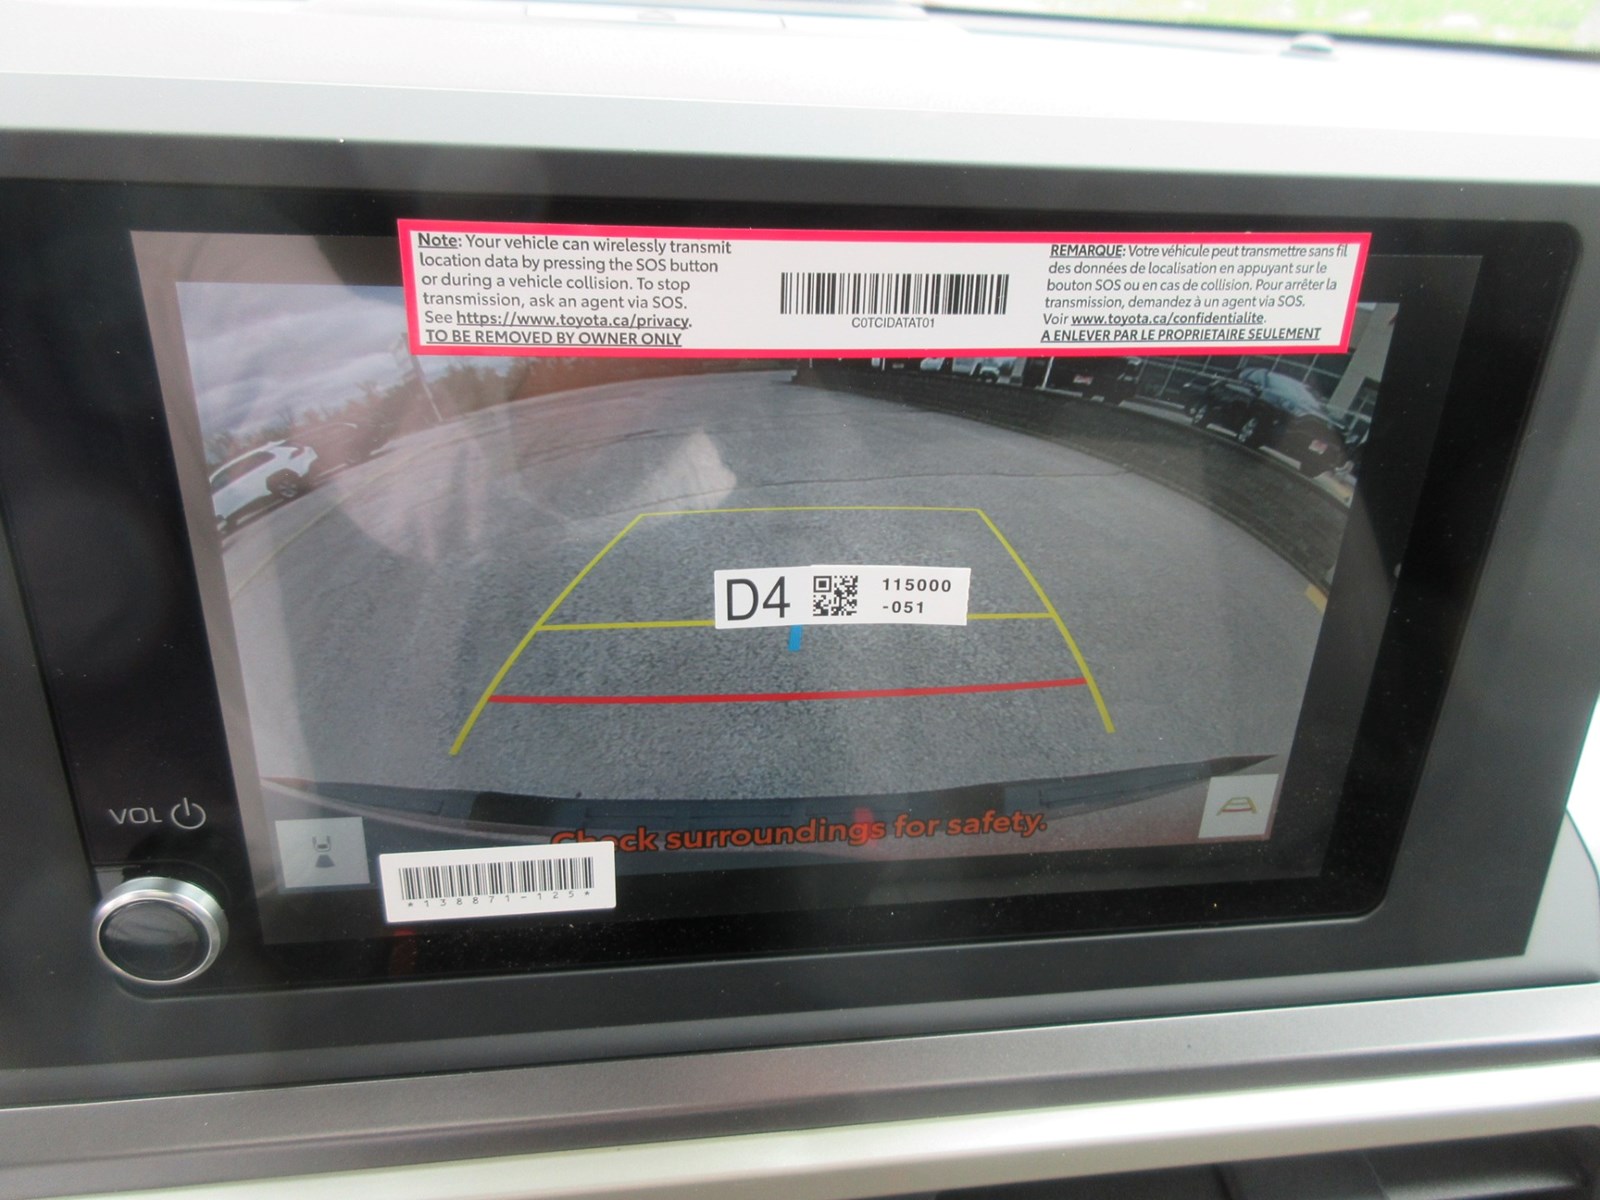 Note: Your vehicle can wirelessly transmit
location data by pressing the SOS button
or during a vehicle collision. To stop
transmission, ask an agent via SOS.
See https://www.toyota.ca/privacy.
TO BE REMOVED BY OWNER ONLY
C0TCIDATAT01
REMARQUE: Votre véhicule peut transmettre sans fil
des données de localisation en appuyant sur le
bouton SOS ou en cas de collision. Pour arrêter la
transmission, demandez à un agent via SOS.
Voir www.toyota.ca/confidentialite.
A ENLEVER PAR LE PROPRIETAIRE SEULEMENT
D4
115000
-051
VOL
Check surroundings for safety.
*138871-125*